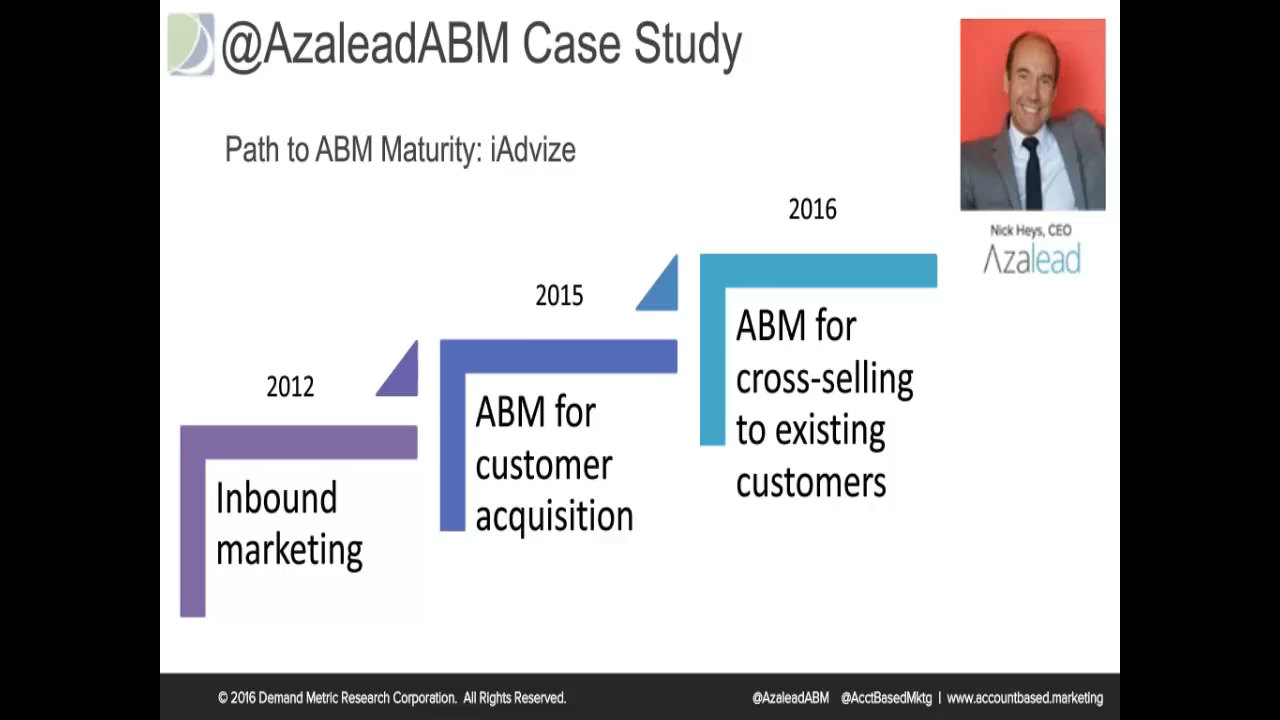 @AzaleadABM Case Study
Path to ABM Maturity: iAdvize
2016
Nick Heys, CEO
Azalead
2015
ABM for
cross-selling
to existing
customers
2012
ABM for
customer
acquisition
Inbound
marketing
© 2016 Demand Metric Research Corporation. All Rights Reserved.
@AzaleadABM @AcctBasedMktg | www.accountbased.marketing